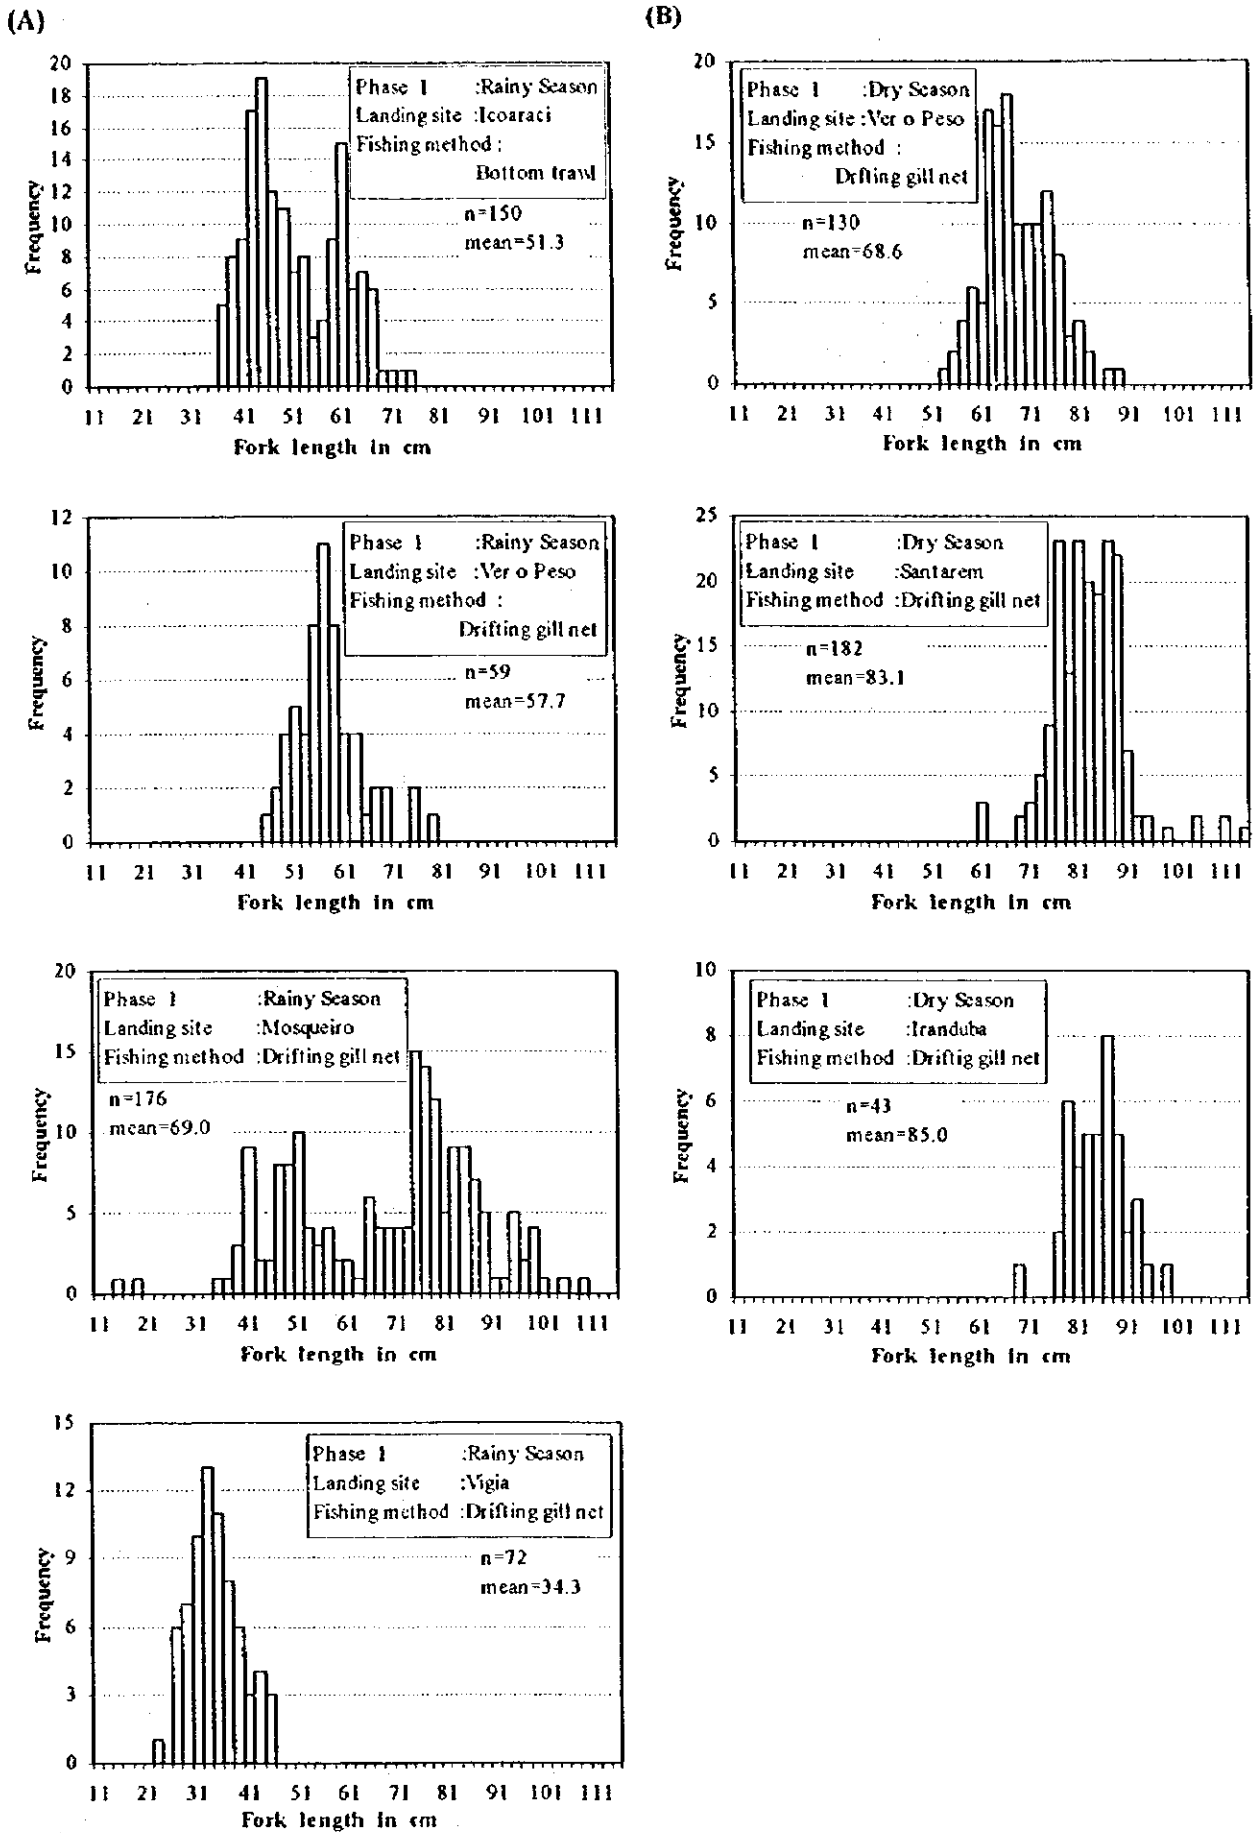 (A)
20
18
16
14
12
10
8
6
4
2
0
Frequency
Phase 1 :Rainy Season
Landing site :Icoaraci
Fishing method :
Bottom trawl
n=150
mean=51.3
11 21 31 41 51 61 71 81 91 101 111
Fork length in cm
12
10
8
6
4
2
0
Frequency
Phase 1 :Rainy Season
Landing site :Ver o Peso
Fishing method :
Drifting gill net
n=59
mean=57.7
11 21 31 41 51 61 71 81 91 101 111
Fork length in cm
20
15
10
5
0
Frequency
Phase 1 :Rainy Season
Landing site :Mosqueiro
Fishing method :Drifting gill net
n=176
mean=69.0
11 21 31 41 51 61 71 81 91 101 111
Fork length in cm
15
12
9
6
3
0
Frequency
Phase 1 :Rainy Season
Landing site :Vigia
Fishing method :Drifting gill net
n=72
mean=34.3
11 21 31 41 51 61 71 81 91 101 111
Fork length in cm
(B)
20
15
10
5
0
Frequency
Phase 1 :Dry Season
Landing site :Ver o Peso
Fishing method :
Drfting gill net
n=130
mean=68.6
11 21 31 41 51 61 71 81 91 101 111
Fork length in cm
25
20
15
10
5
0
Frequency
Phase 1 :Dry Season
Landing site :Santarem
Fishing method :Drifting gill net
n=182
mean=83.1
11 21 31 41 51 61 71 81 91 101 111
Fork length in cm
10
8
6
4
2
0
Frequency
Phase 1 :Dry Season
Landing site :Iranduba
Fishing method :Driftig gill net
n=43
mean=85.0
11 21 31 41 51 61 71 81 91 101 111
Fork length in cm